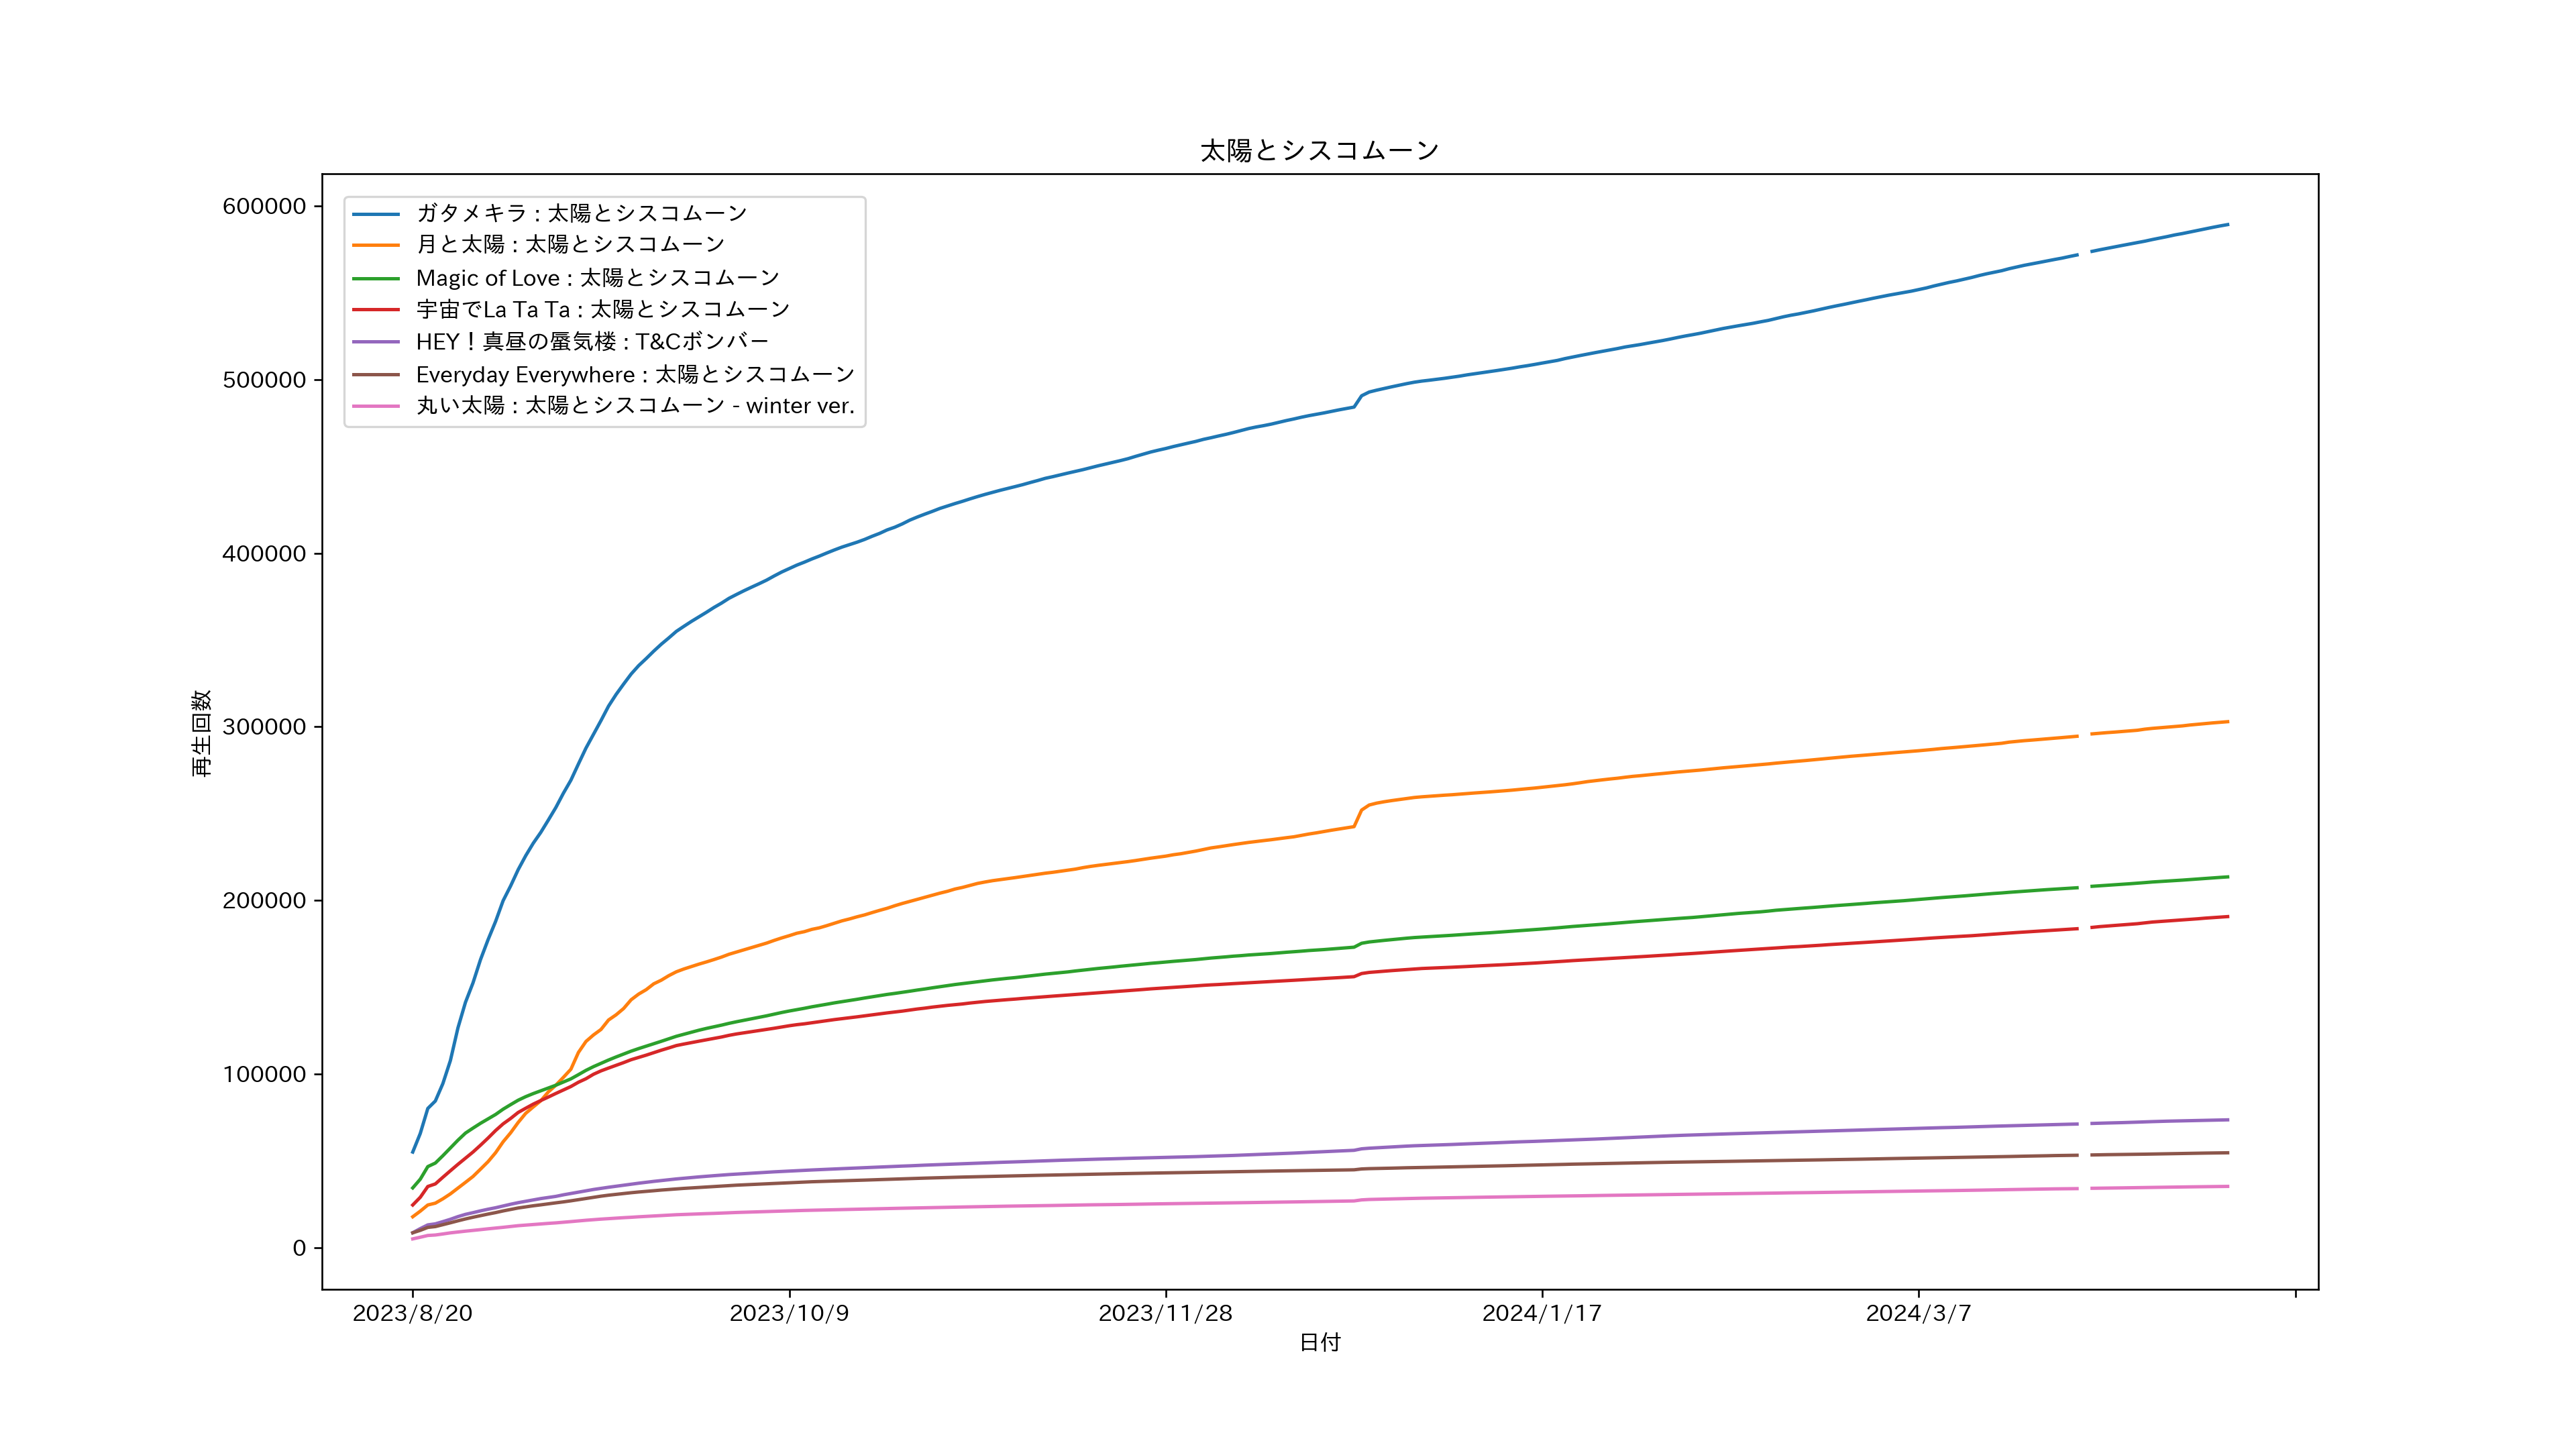 太陽とシスコムーン
600000
500000
400000
300000
200000
100000
0
再生回数
ガタメキラ : 太陽とシスコムーン
月と太陽 : 太陽とシスコムーン
Magic of Love : 太陽とシスコムーン
宇宙でLa Ta Ta : 太陽とシスコムーン
HEY！真昼の蜃気楼 : T&Cボンバー
Everyday Everywhere : 太陽とシスコムーン
丸い太陽 : 太陽とシスコムーン - winter ver.
2023/8/20
2023/10/9
2023/11/28
2024/1/17
2024/3/7
日付